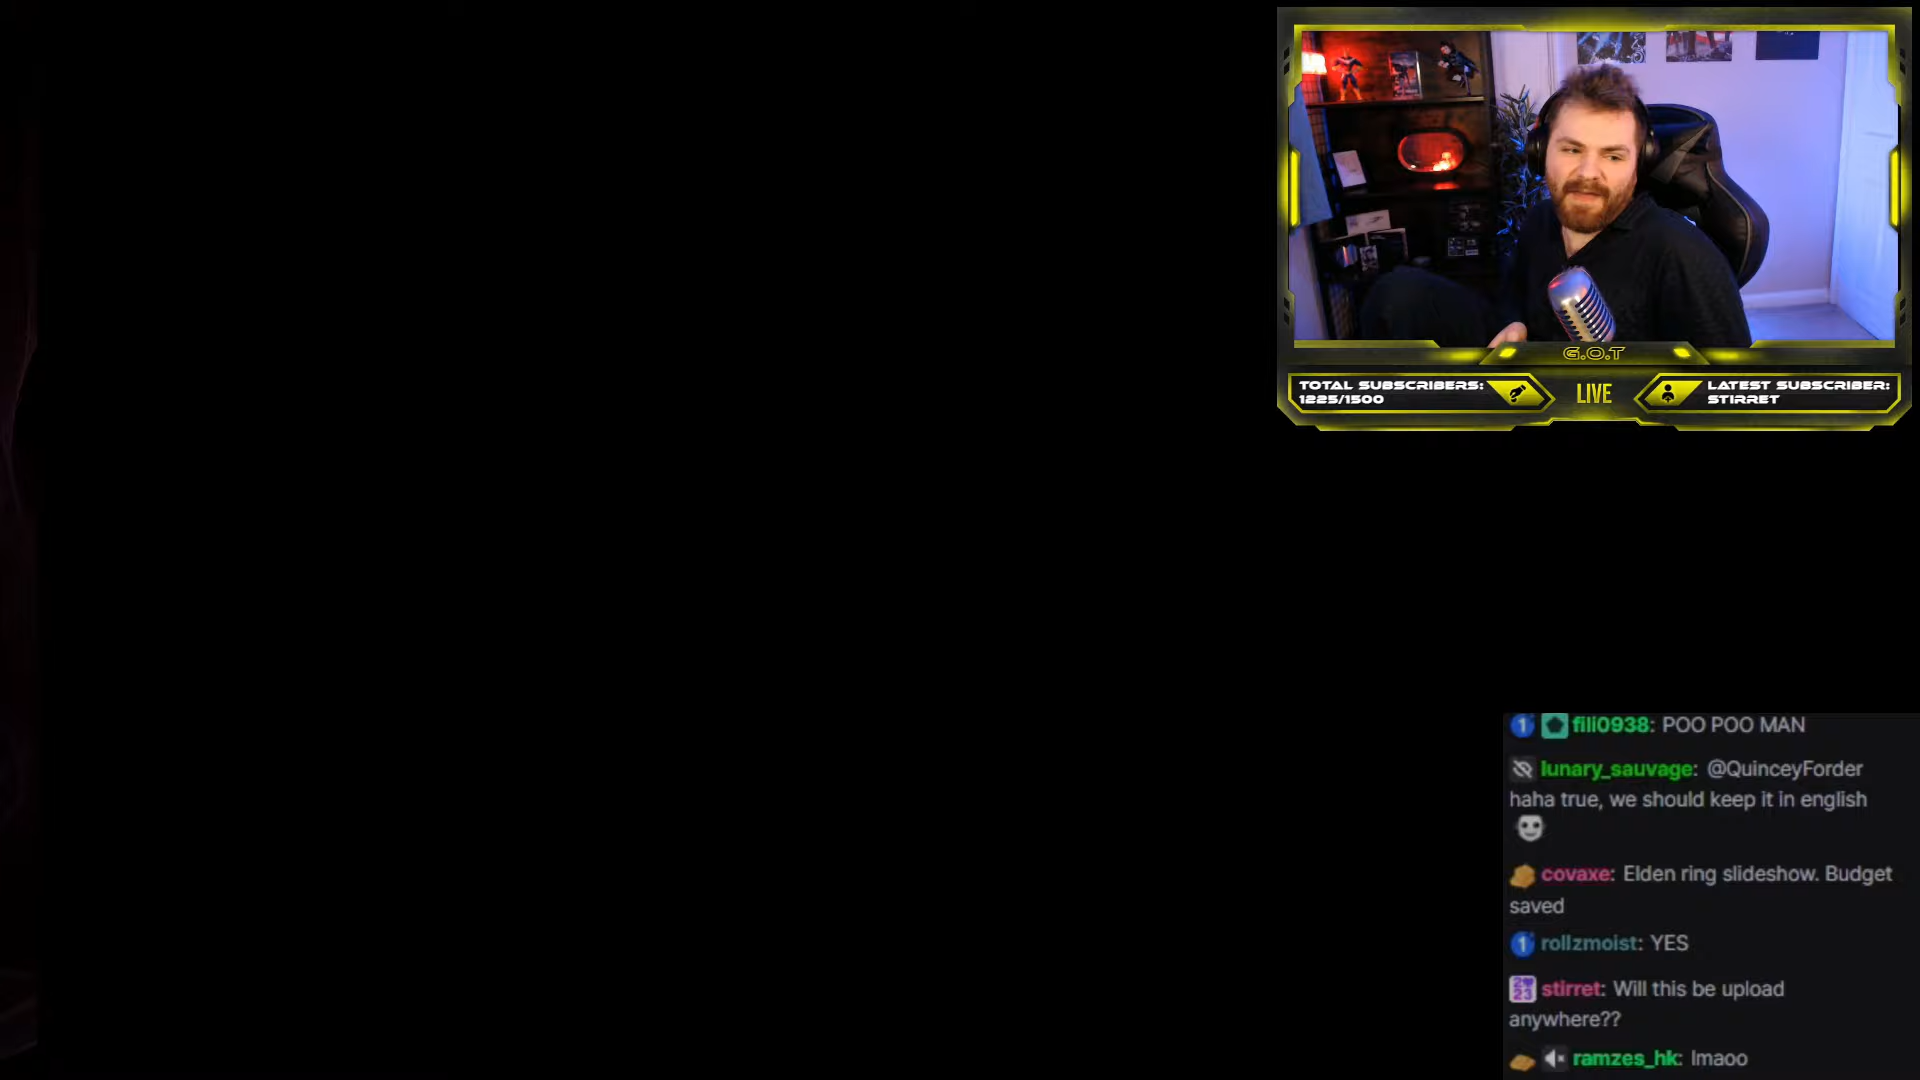 G.O.T
TOTAL SUBSCRIBERS:
1225/1500
LIVE
LATEST SUBSCRIBER:
STIRRET
fili0938: POO POO MAN
lunary_sauvage: @QuinceyForder
haha true, we should keep it in english
covaxe: Elden ring slideshow. Budget
saved
rollzmoist: YES
stirret: Will this be upload
anywhere??
ramzes_hk: lmaoo